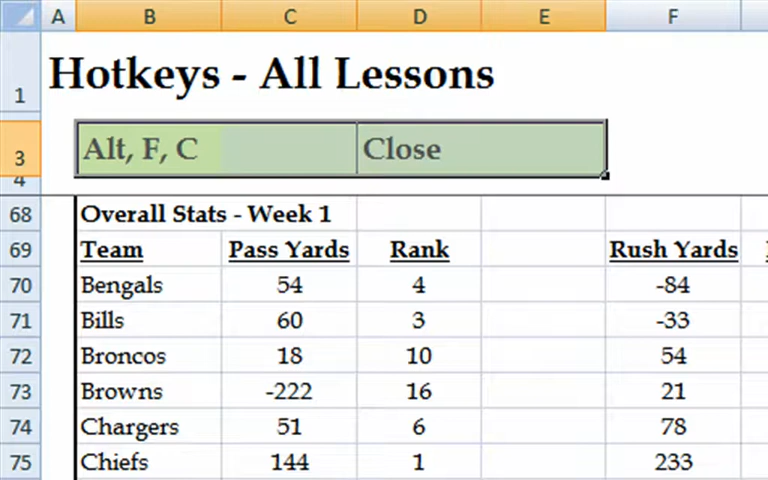 A B C D E F
1 Hotkeys - All Lessons
3 Alt, F, C Close
4
68 Overall Stats - Week 1
69 Team Pass Yards Rank Rush Yards
70 Bengals 54 4 -84
71 Bills 60 3 -33
72 Broncos 18 10 54
73 Browns -222 16 21
74 Chargers 51 6 78
75 Chiefs 144 1 233